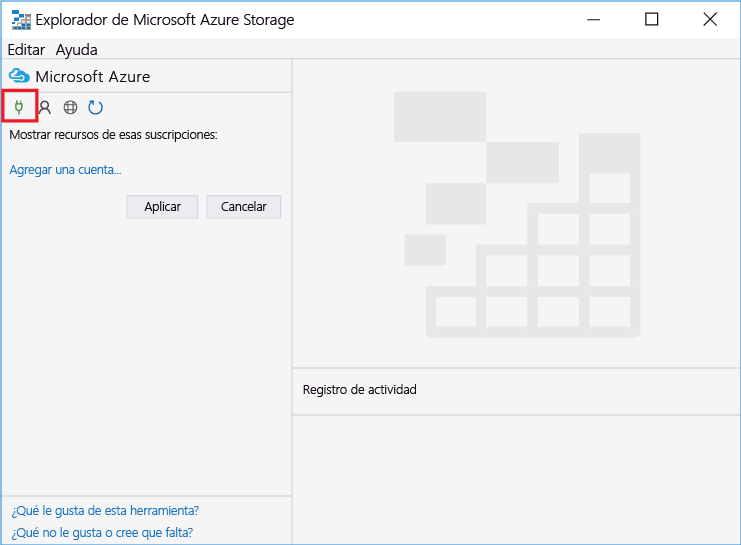 Explorador de Microsoft Azure Storage
Editar Ayuda
Microsoft Azure
Mostrar recursos de esas suscripciones:
Agregar una cuenta...
Aplicar Cancelar
Registro de actividad
¿Qué le gusta de esta herramienta?
¿Qué no le gusta o cree que falta?